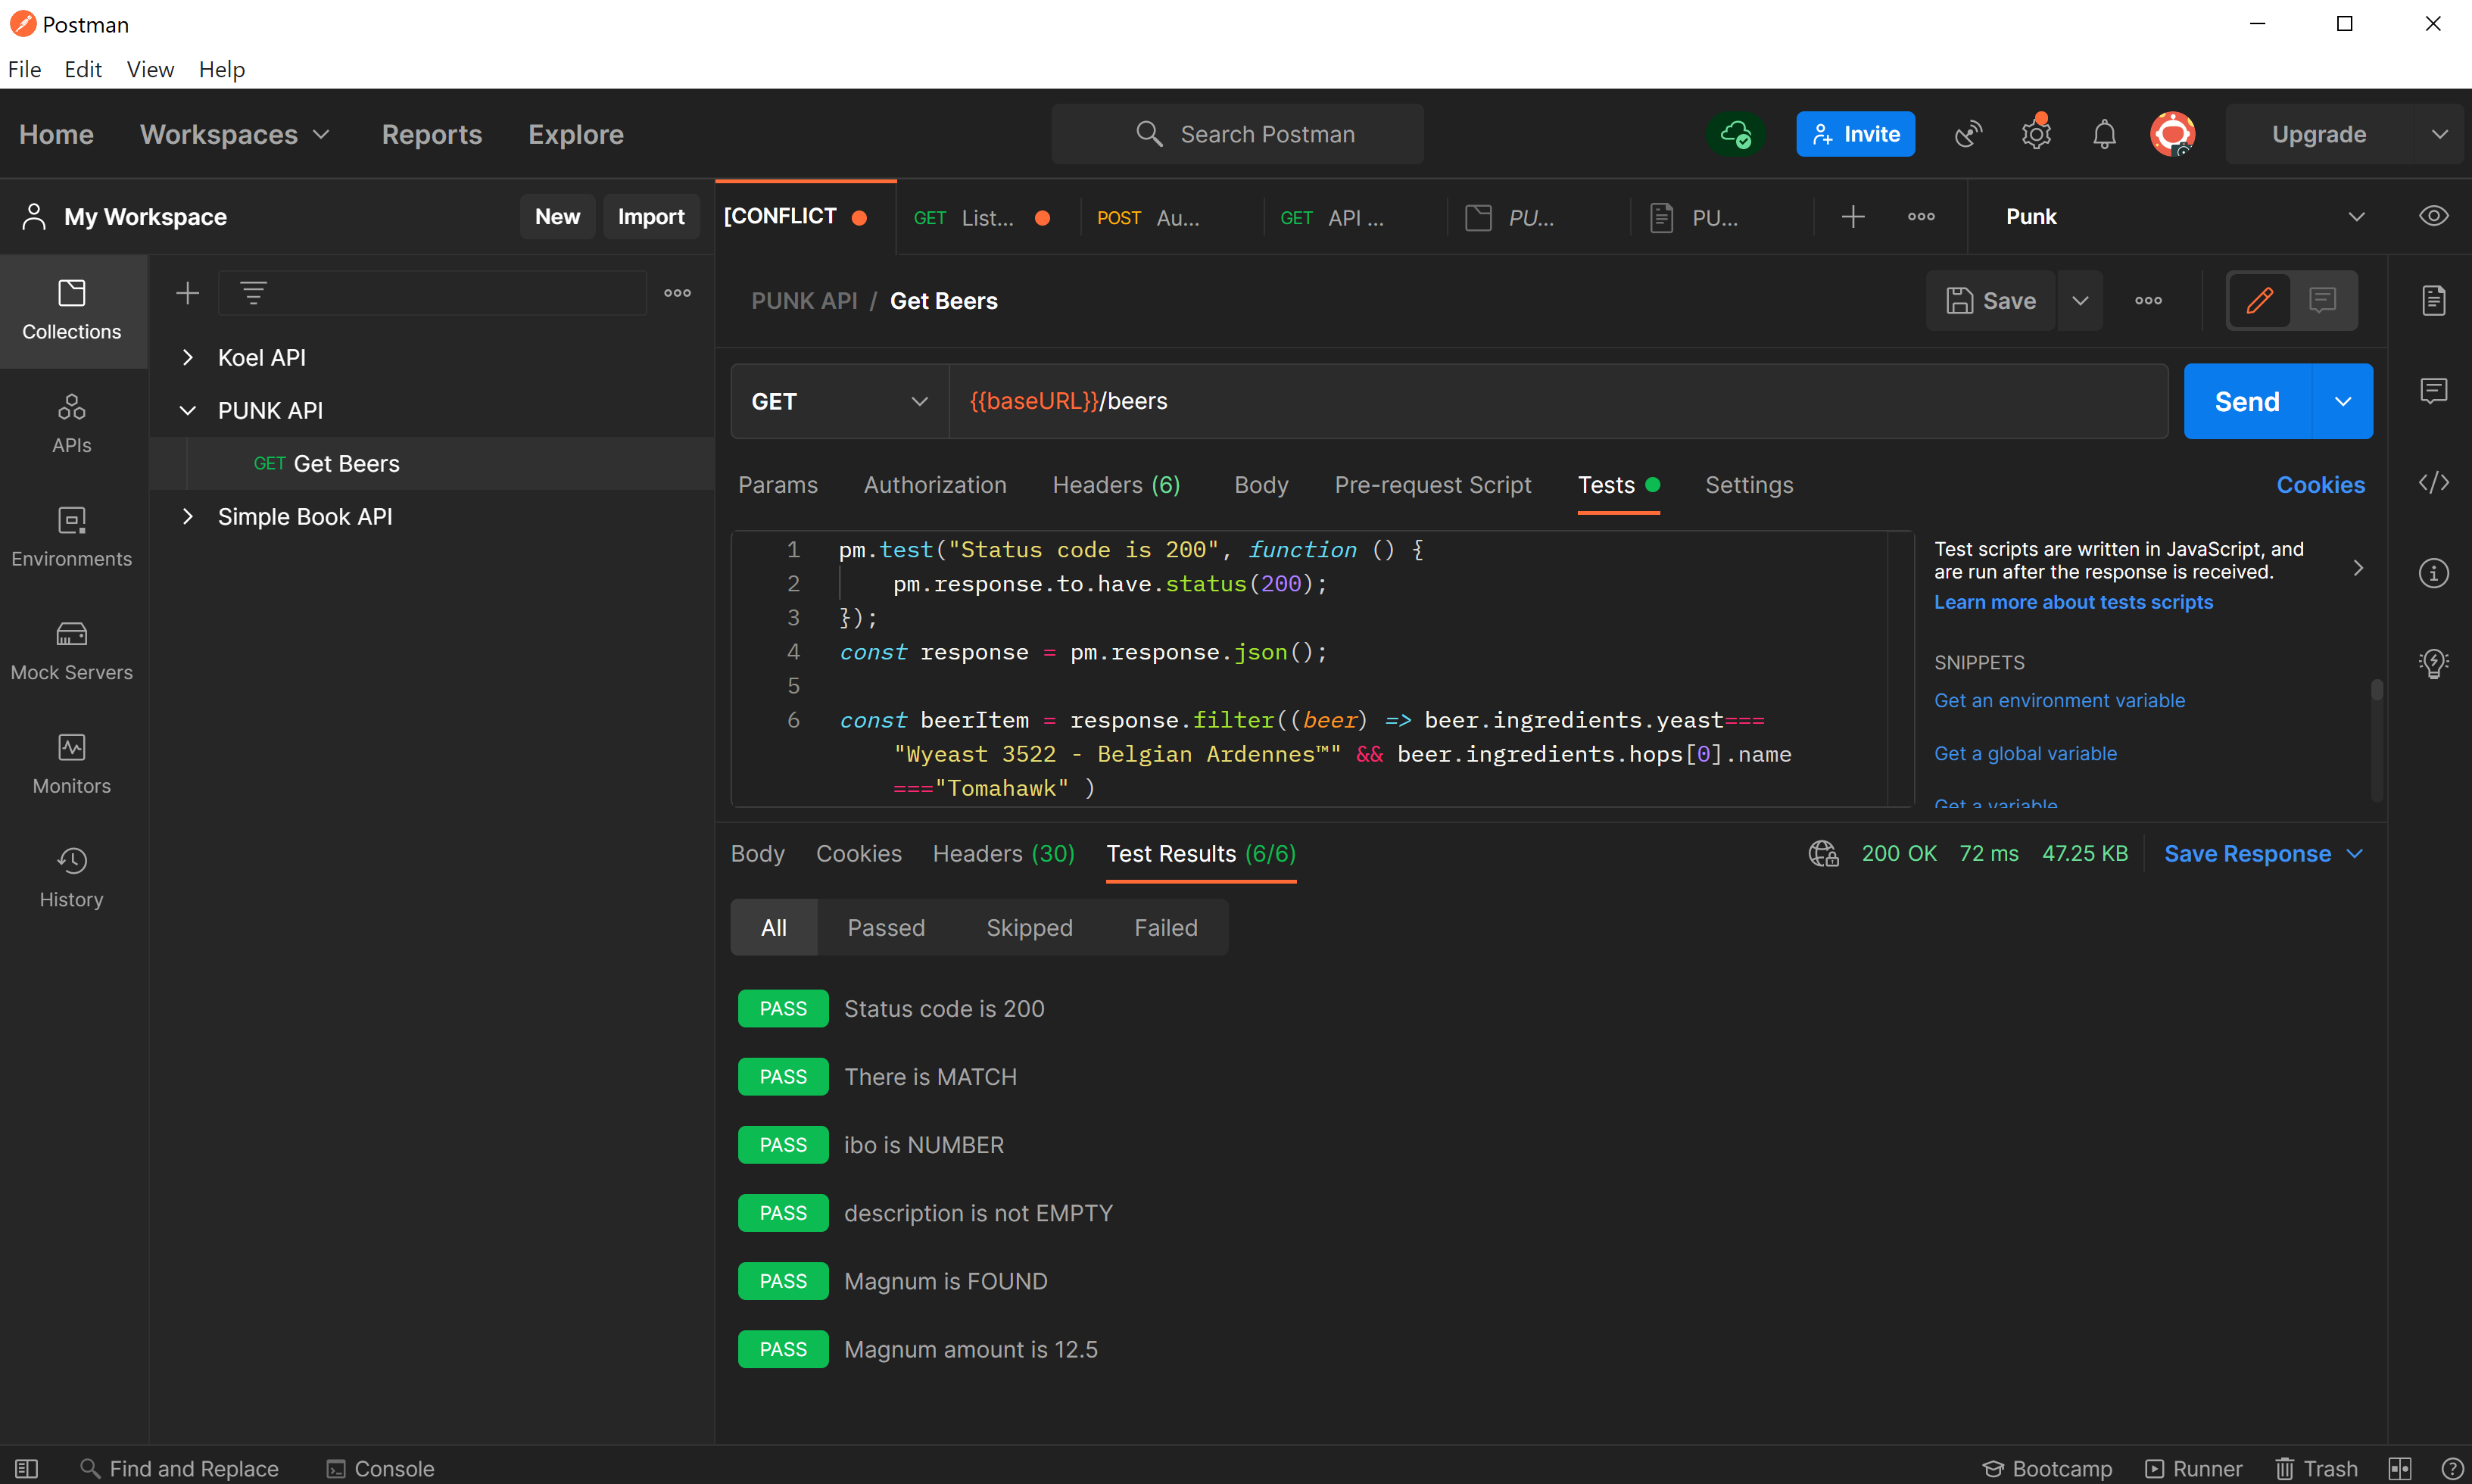 Postman
File Edit View Help
Home Workspaces Reports Explore Search Postman Invite Upgrade
My Workspace New Import [CONFLICT GET List... POST Au... GET API ... PU... PU... Punk
PUNK API / Get Beers Save
Collections
APIs
Environments
Mock Servers
Monitors
History
Koel API
PUNK API
GET Get Beers
Simple Book API
GET {{baseURL}}/beers Send
Params Authorization Headers (6) Body Pre-request Script Tests Settings Cookies
1 pm.test("Status code is 200", function () {
2 pm.response.to.have.status(200);
3 });
4 const response = pm.response.json();
5
6 const beerItem = response.filter((beer) => beer.ingredients.yeast===
"Wyeast 3522 - Belgian Ardennes™" && beer.ingredients.hops[0].name
==="Tomahawk" )
Test scripts are written in JavaScript, and
are run after the response is received.
Learn more about tests scripts
SNIPPETS
Get an environment variable
Get a global variable
Get a variable
Body Cookies Headers (30) Test Results (6/6) 200 OK 72 ms 47.25 KB Save Response
All Passed Skipped Failed
PASS Status code is 200
PASS There is MATCH
PASS ibo is NUMBER
PASS description is not EMPTY
PASS Magnum is FOUND
PASS Magnum amount is 12.5
Find and Replace Console Bootcamp Runner Trash